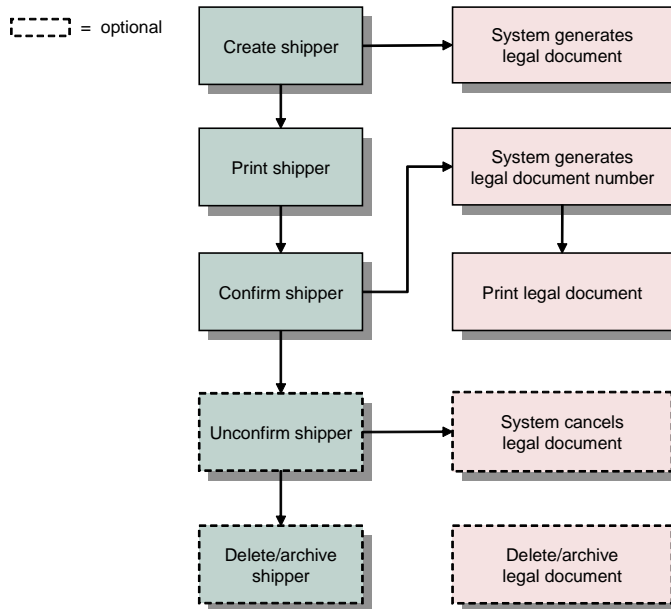 = optional
Create shipper
System generates
legal document
Print shipper
System generates
legal document number
Confirm shipper
Print legal document
Unconfirm shipper
System cancels
legal document
Delete/archive
shipper
Delete/archive
legal document